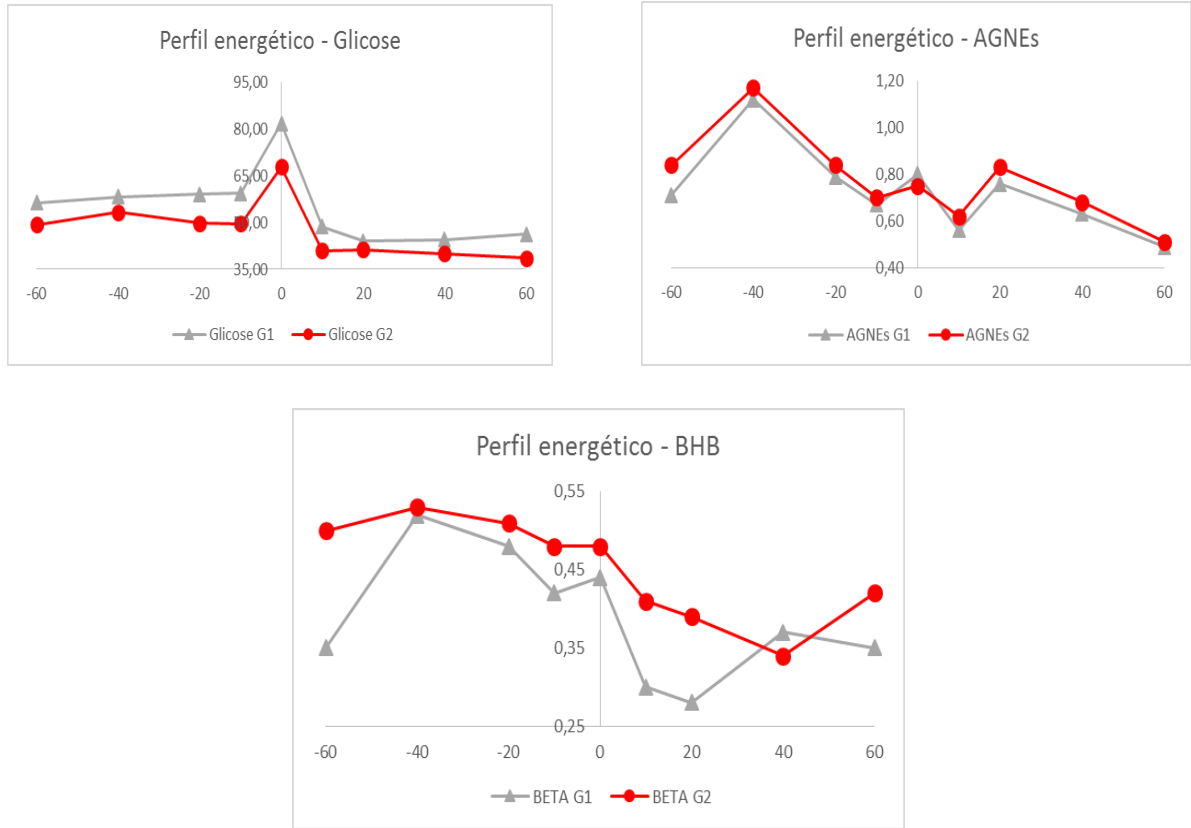 Perfil energético - Glicose
95,00
80,00
65,00
50,00
35,00
-60 -40 -20 0 20 40 60
Glicose G1 Glicose G2
Perfil energético - AGNEs
1,20
1,00
0,80
0,60
0,40
-60 -40 -20 0 20 40 60
AGNEs G1 AGNEs G2
Perfil energético - BHB
0,55
0,45
0,35
0,25
-60 -40 -20 0 20 40 60
BETA G1 BETA G2